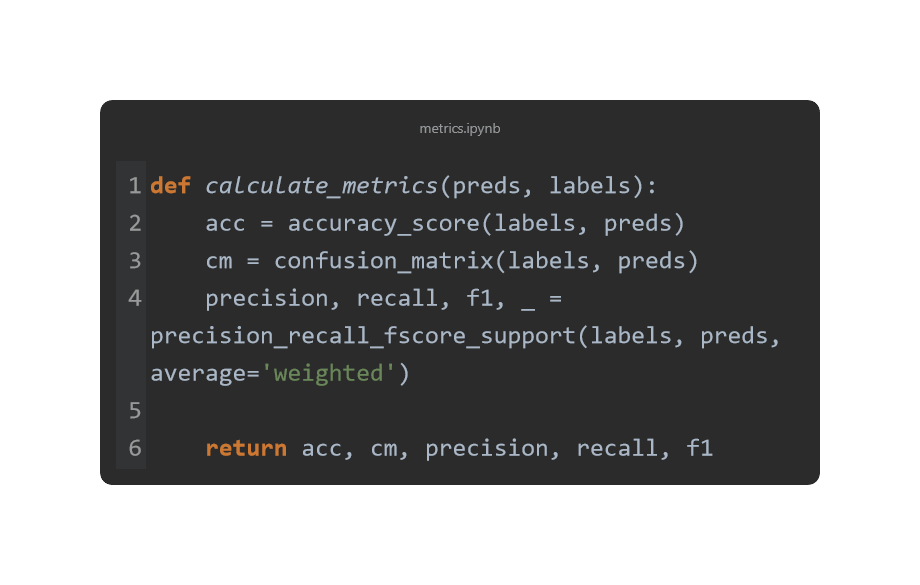 metrics.ipynb
1 def calculate_metrics(preds, labels):
2     acc = accuracy_score(labels, preds)
3     cm = confusion_matrix(labels, preds)
4     precision, recall, f1, _ =
precision_recall_fscore_support(labels, preds,
average='weighted')
5
6     return acc, cm, precision, recall, f1